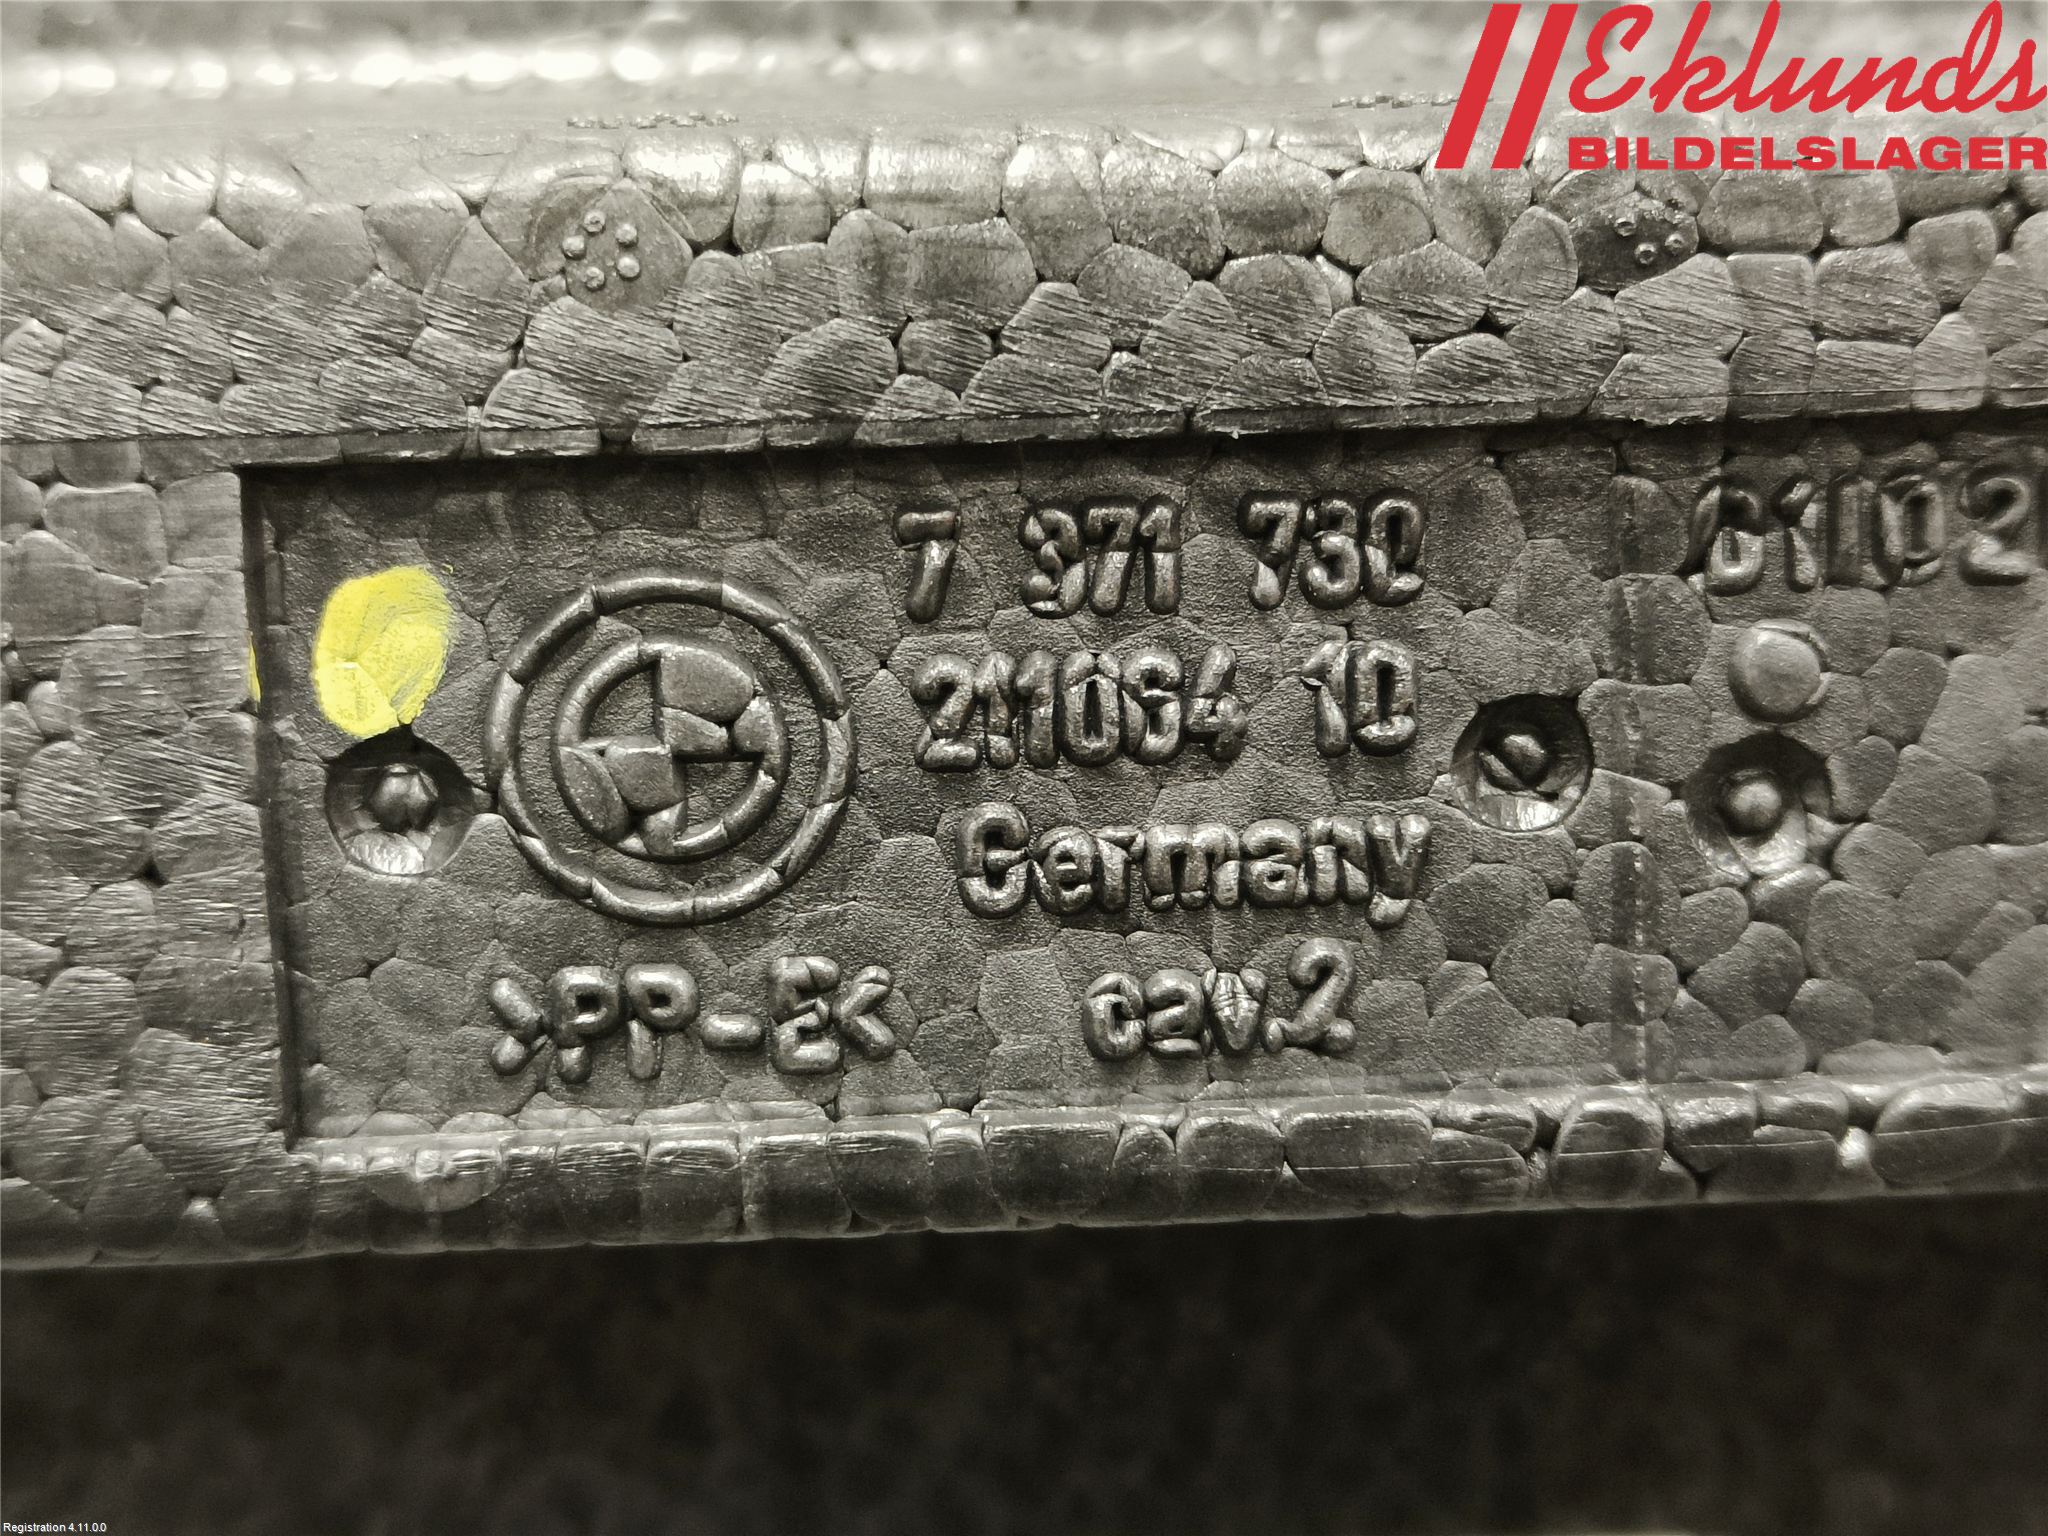 Eklunds
BILDELSLAGER
7 371 730
211064 10
Germany
>PP-E<
cav.2
Registration 4.11.0.0